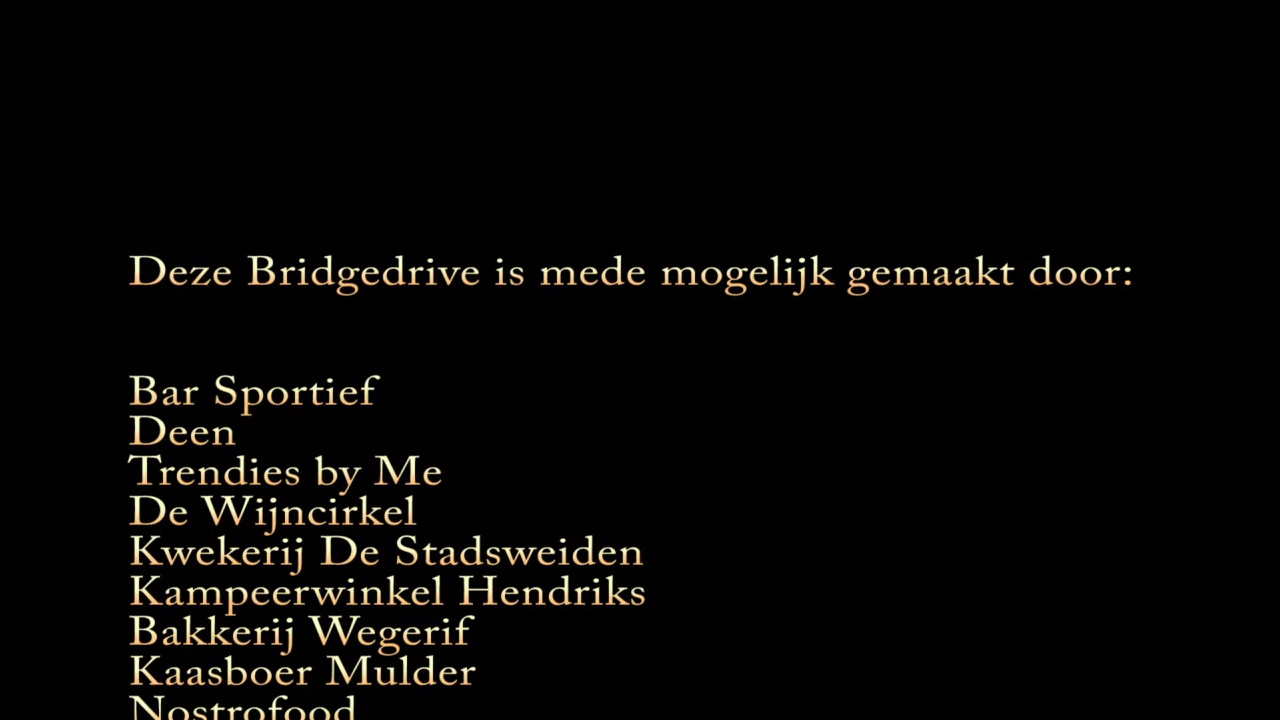 Deze Bridgedrive is mede mogelijk gemaakt door:
Bar Sportief
Deen
Trendies by Me
De Wijncirkel
Kwekerij De Stadsweiden
Kampeerwinkel Hendriks
Bakkerij Wegerif
Kaasboer Mulder
Nostrofood